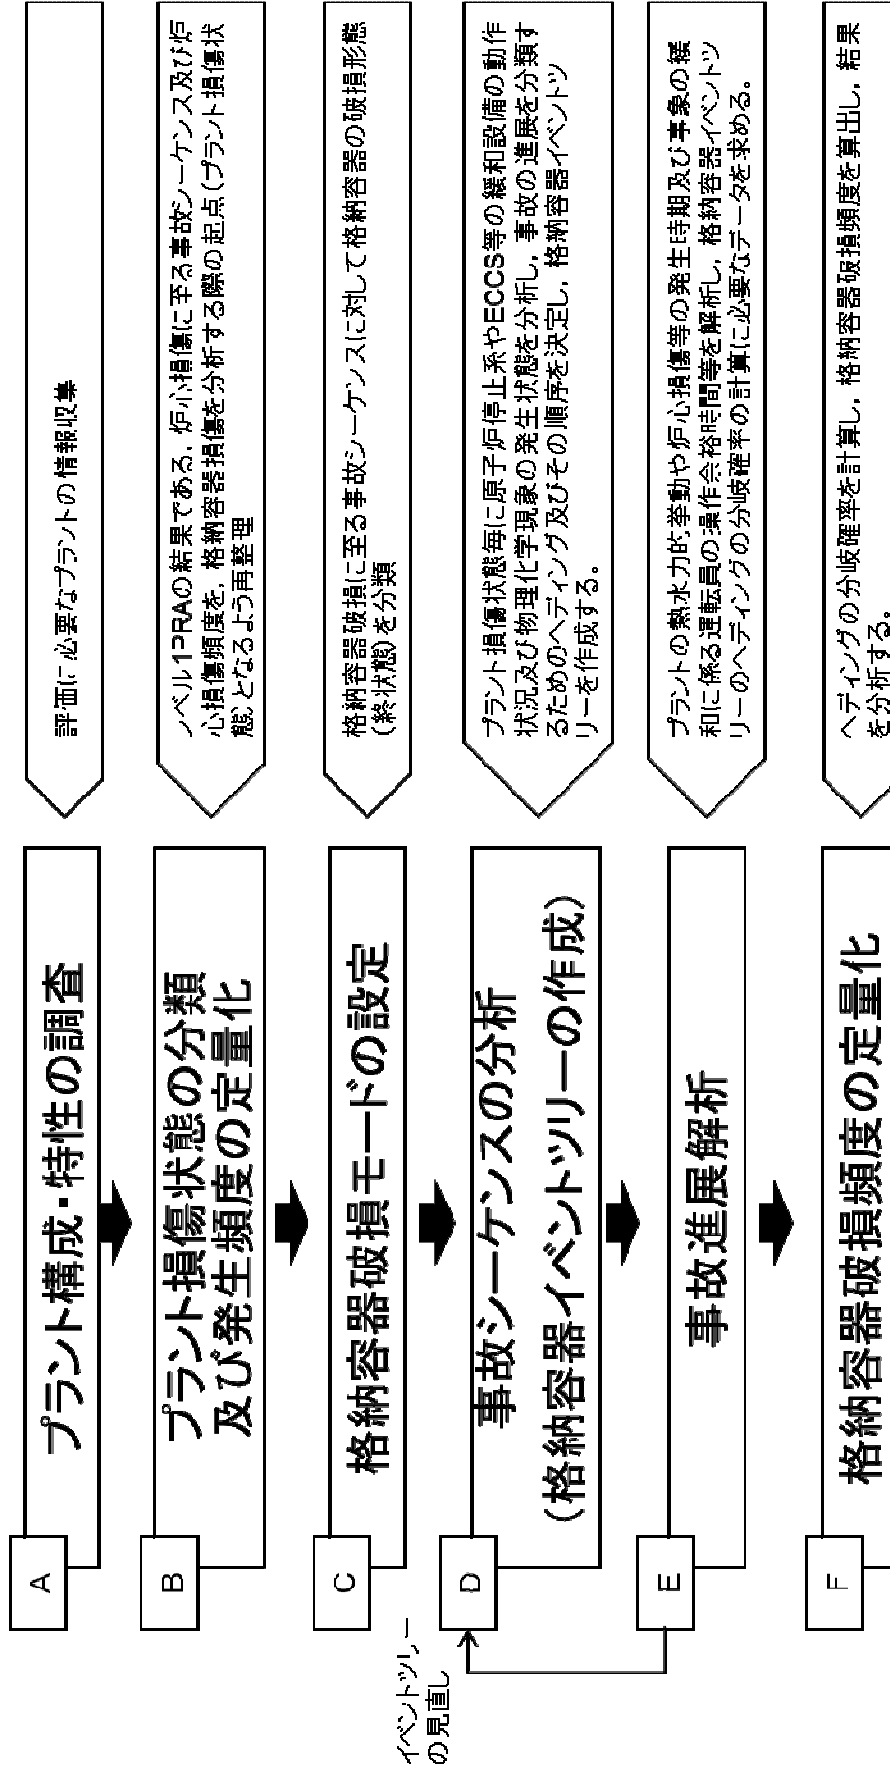 A
プラント構成・特性の調査
評価に必要なプラントの情報収集
B
プラント損傷状態の分類
及び発生頻度の定量化
レベル1PRAの結果である、炉心損傷に至る事故シーケンス及び炉
心損傷頻度を、格納容器損傷を分析する際の起点(プラント損傷状
態)となるよう再整理
C
格納容器破損モードの設定
格納容器破損に至る事故シーケンスに対して格納容器の破損形態
(終状態)を分類
D
事故シーケンスの分析
(格納容器イベントツリーの作成)
プラント損傷状態毎に原子炉停止系やECCS等の緩和設備の動作
状況及び物理化学現象の発生状態を分析し、事故の進展を分類す
るためのヘディング及びその順序を決定し、格納容器イベントツ
リーを作成する。
イベントツリー
の見直し
E
事故進展解析
プラントの熱水力的挙動や炉心損傷等の発生時期及び事象の緩
和に係る運転員の操作余裕時間等を解析し、格納容器イベントツ
リーのヘディングの分岐確率の計算に必要なデータを求める。
F
格納容器破損頻度の定量化
ヘディングの分岐確率を計算し、格納容器破損頻度を算出し、結果
を分析する。